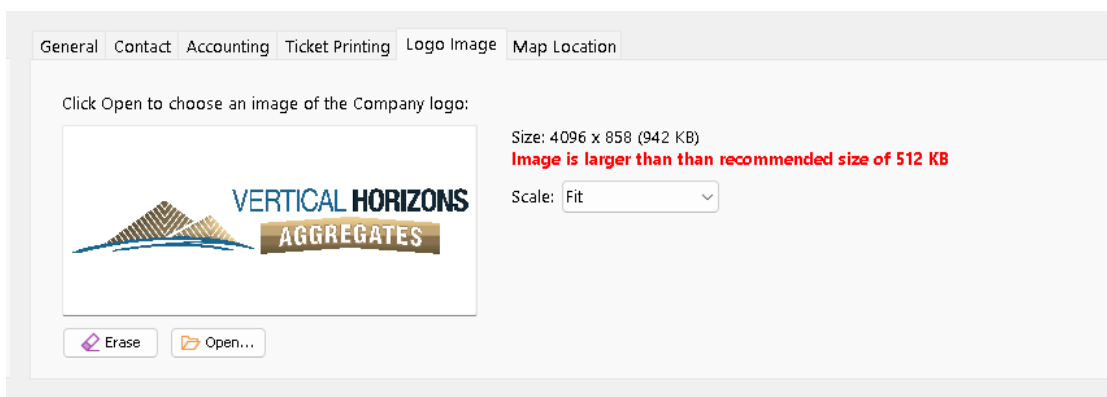 General Contact Accounting Ticket Printing Logo Image Map Location
Click Open to choose an image of the Company logo:
VERTICAL HORIZONS
AGGREGATES
Size: 4096 x 858 (942 KB)
Image is larger than than recommended size of 512 KB
Scale: Fit
Erase Open...